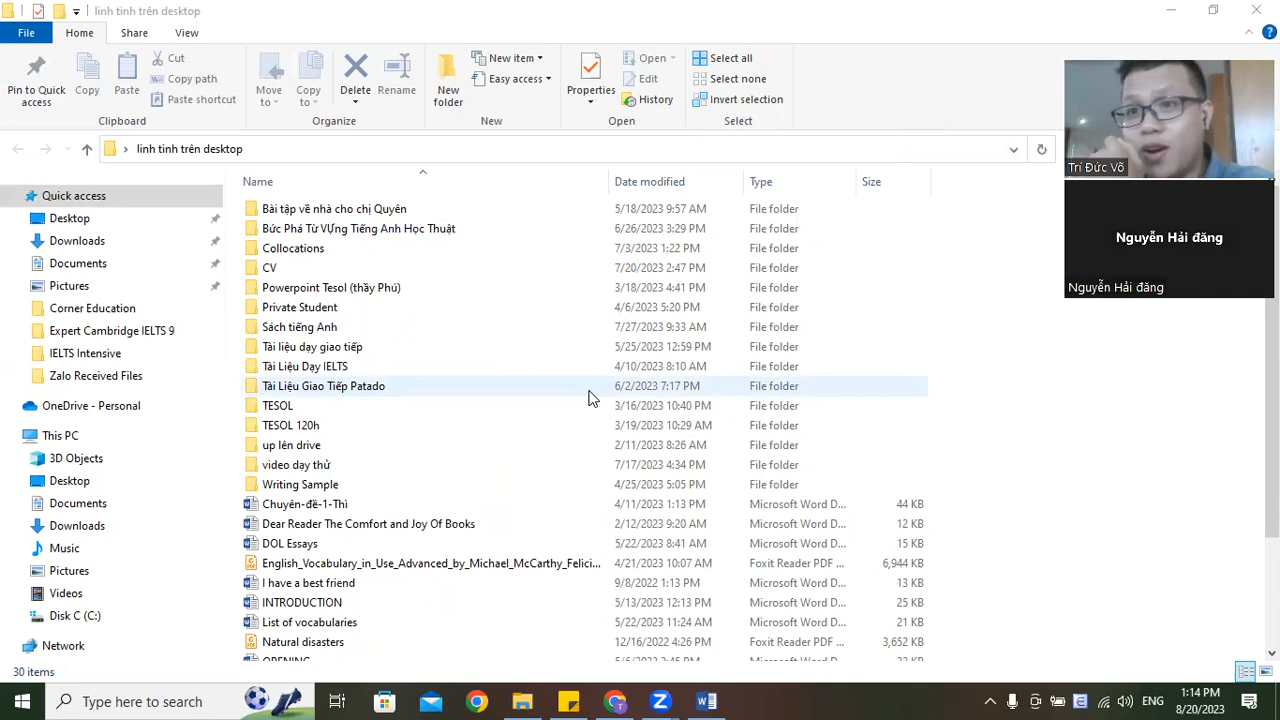 linh tinh trên desktop
File
Home
Share
View
Pin to Quick access
Copy
Paste
Cut
Copy path
Paste shortcut
Clipboard
Move to
Copy to
Delete
Rename
Organize
New folder
New item
Easy access
New
Properties
Open
Edit
History
Open
Select all
Select none
Invert selection
Select
linh tinh trên desktop
Name Date modified Type Size
Quick access
Desktop
Downloads
Documents
Pictures
Corner Education
Expert Cambridge IELTS 9
IELTS Intensive
Zalo Received Files
OneDrive - Personal
This PC
3D Objects
Desktop
Documents
Downloads
Music
Pictures
Videos
Disk C (C:)
Network
Bài tập về nhà cho chị Quyên 5/18/2023 9:57 AM File folder
Bức Phá Từ Vựng Tiếng Anh Học Thuật 6/26/2023 3:29 PM File folder
Collocations 7/3/2023 1:22 PM File folder
CV 7/20/2023 2:47 PM File folder
Powerpoint Tesol (thầy Phú) 3/18/2023 4:41 PM File folder
Private Student 4/6/2023 5:20 PM File folder
Sách tiếng Anh 7/27/2023 9:33 AM File folder
Tài liệu dạy giao tiếp 5/25/2023 12:59 PM File folder
Tài Liệu Dạy IELTS 4/10/2023 8:10 AM File folder
Tài Liệu Giao Tiếp Patado 6/2/2023 7:17 PM File folder
TESOL 3/16/2023 10:40 PM File folder
TESOL 120h 3/19/2023 10:29 AM File folder
up lên drive 2/11/2023 8:26 AM File folder
video dạy thử 7/17/2023 4:34 PM File folder
Writing Sample 4/25/2023 5:05 PM File folder
Chuyên-đề-1-Thì 4/11/2023 1:13 PM Microsoft Word D... 44 KB
Dear Reader The Comfort and Joy Of Books 2/12/2023 9:20 AM Microsoft Word D... 12 KB
DOL Essays 5/22/2023 8:41 AM Microsoft Word D... 15 KB
English_Vocabulary_in_Use_Advanced_by_Michael_McCarthy_Felici... 4/21/2023 10:07 AM Foxit Reader PDF ... 6,944 KB
I have a best friend 9/8/2022 1:13 PM Microsoft Word D... 13 KB
INTRODUCTION 5/13/2023 12:13 PM Microsoft Word D... 25 KB
List of vocabularies 5/22/2023 11:24 AM Microsoft Word D... 21 KB
Natural disasters 12/16/2022 4:26 PM Foxit Reader PDF ... 3,652 KB
30 items
Trí Đức Võ
Nguyễn Hải đăng
Nguyễn Hải đăng
Type here to search
ENG
1:14 PM
8/20/2023